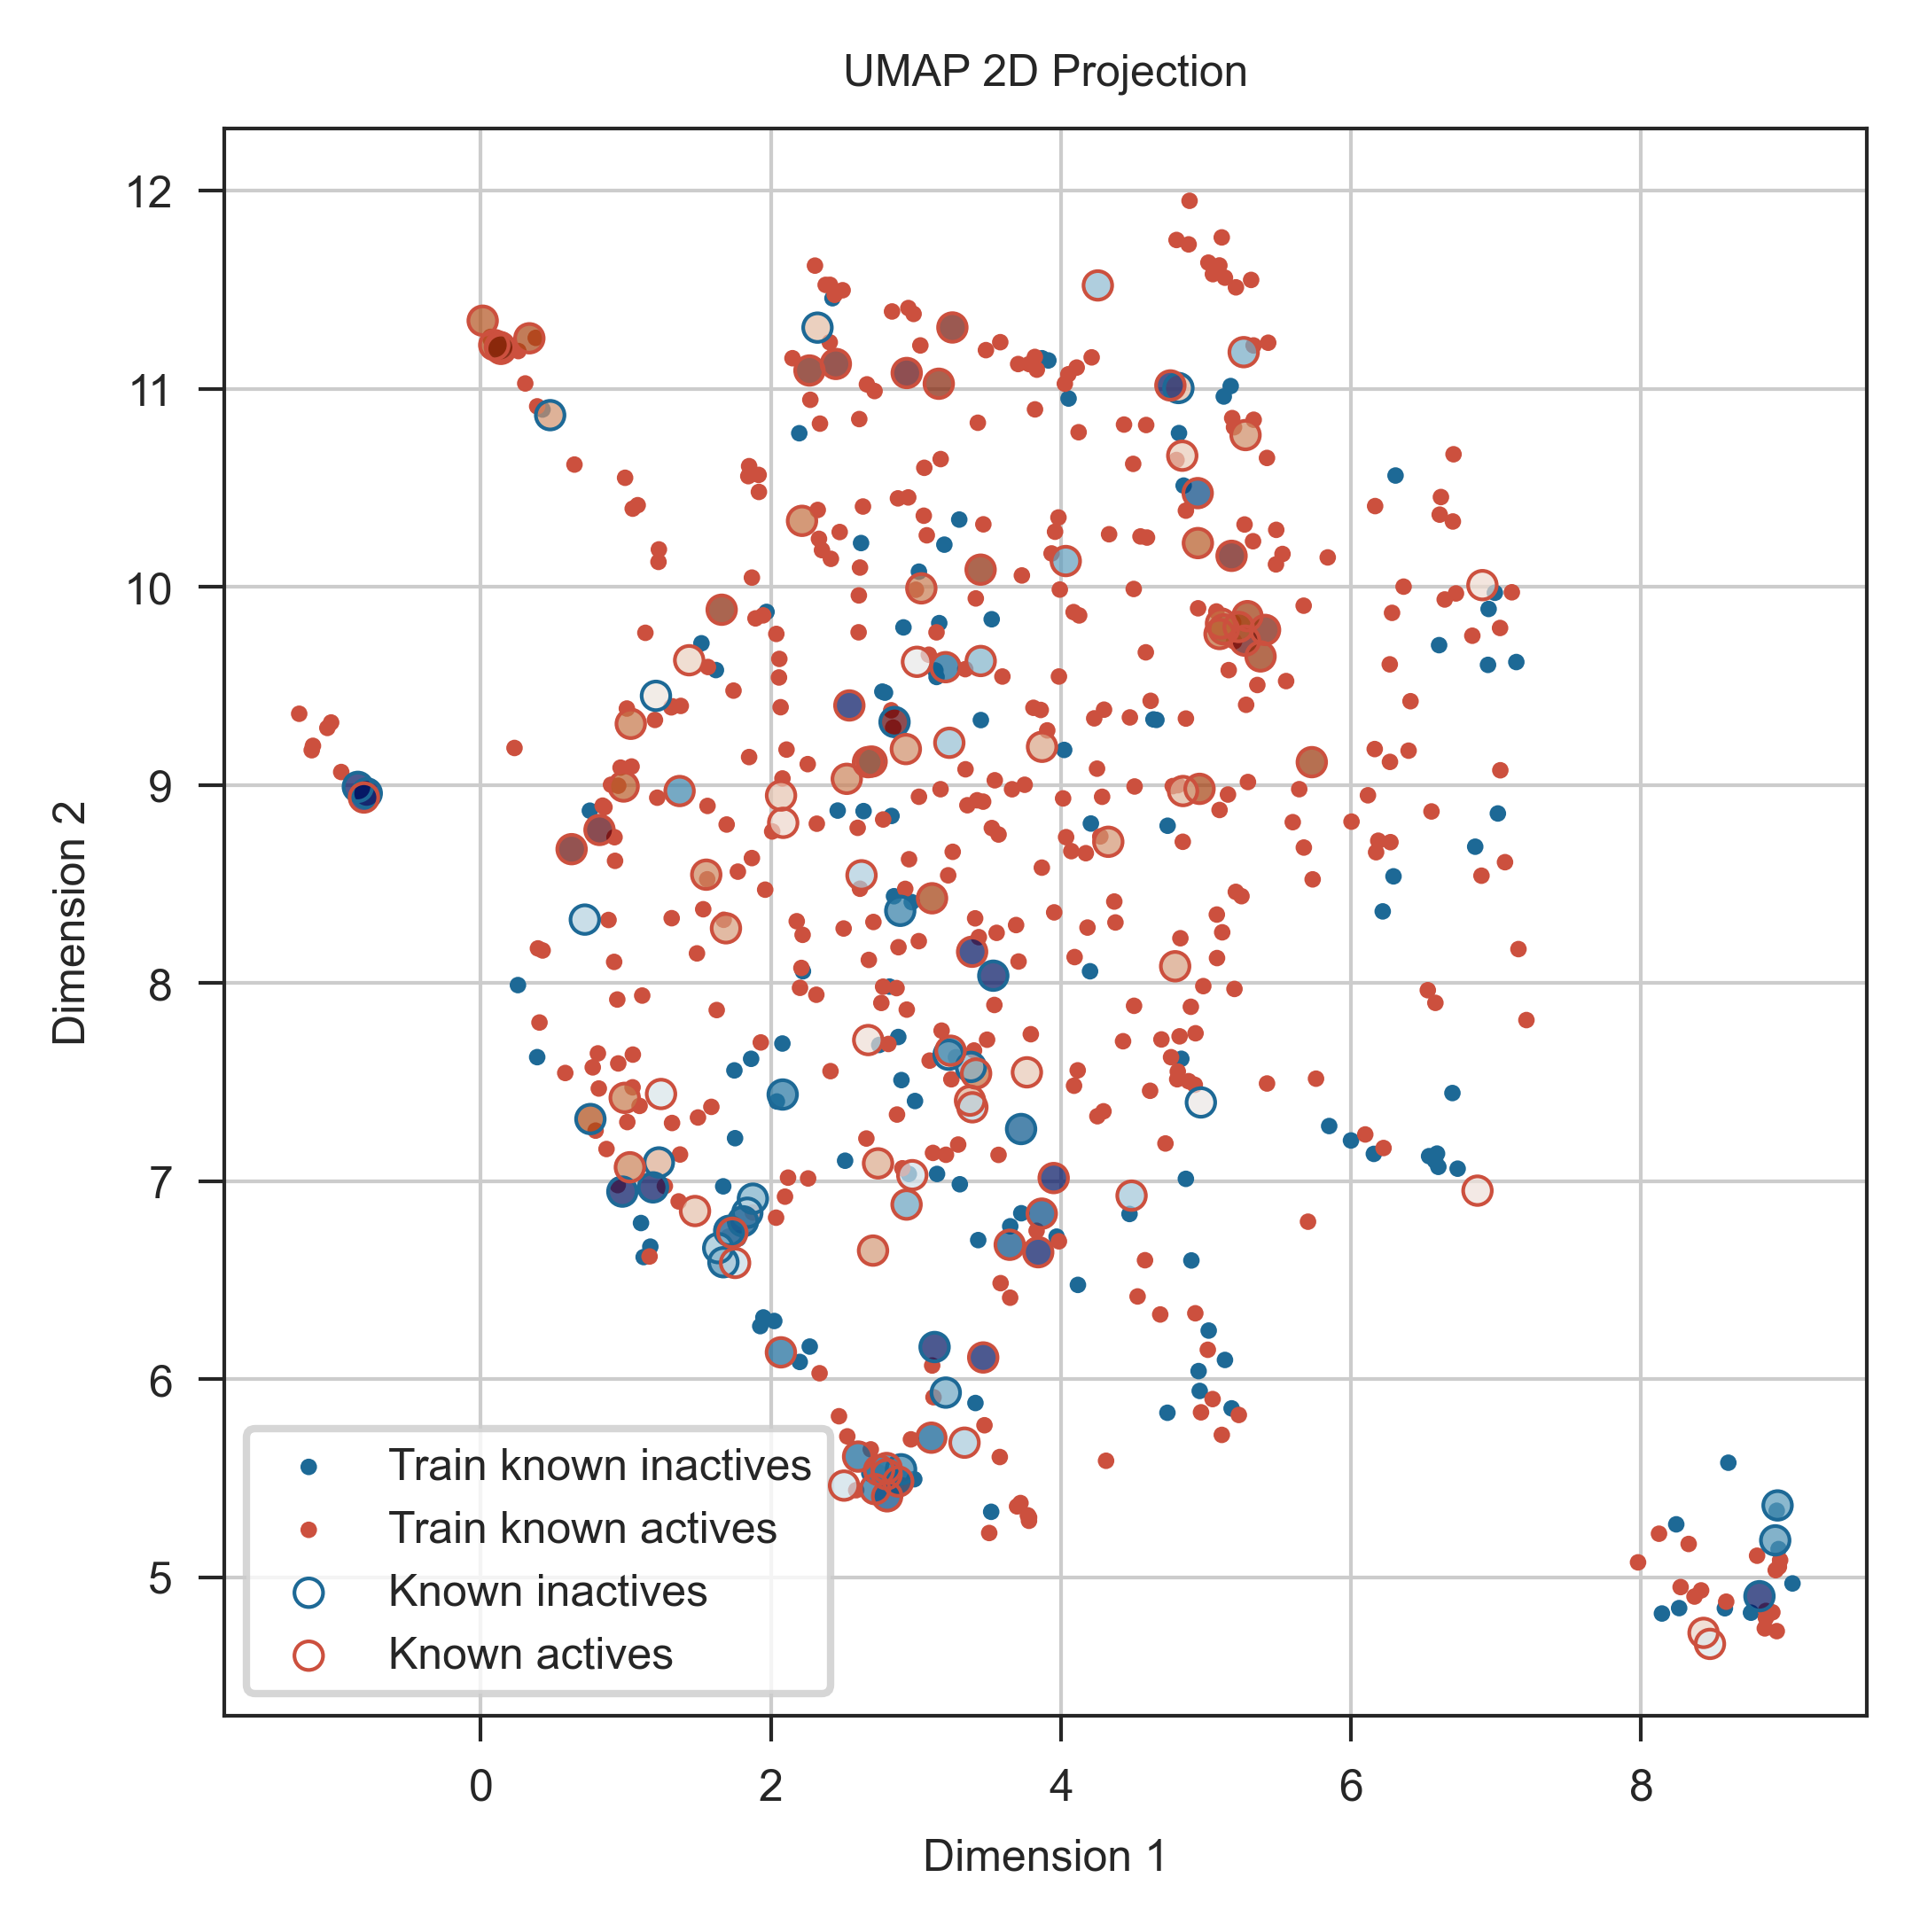 UMAP 2D Projection
12
11
10
9
8
7
6
5
Dimension 2
Train known inactives
Train known actives
Known inactives
Known actives
0 2 4 6 8
Dimension 1